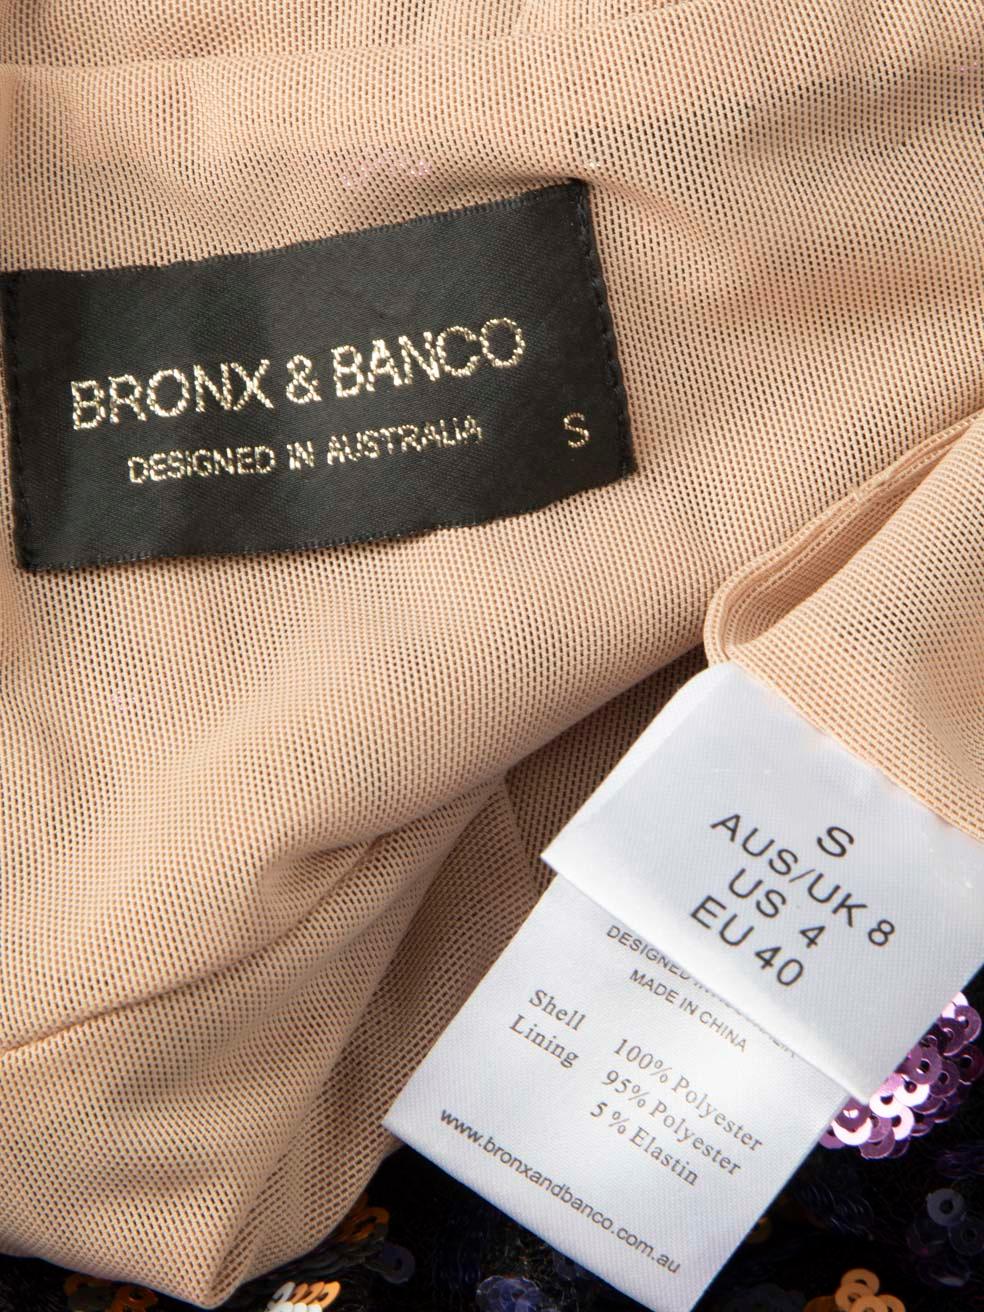 BRONX & BANCO
DESIGNED IN AUSTRALIA
S
S
AUS/UK 8
US 4
EU 40
DESIGNED
MADE IN CHINA
Shell 100% Polyester
Lining 95% Polyester
5% Elastin
www.bronxandbanco.com.au